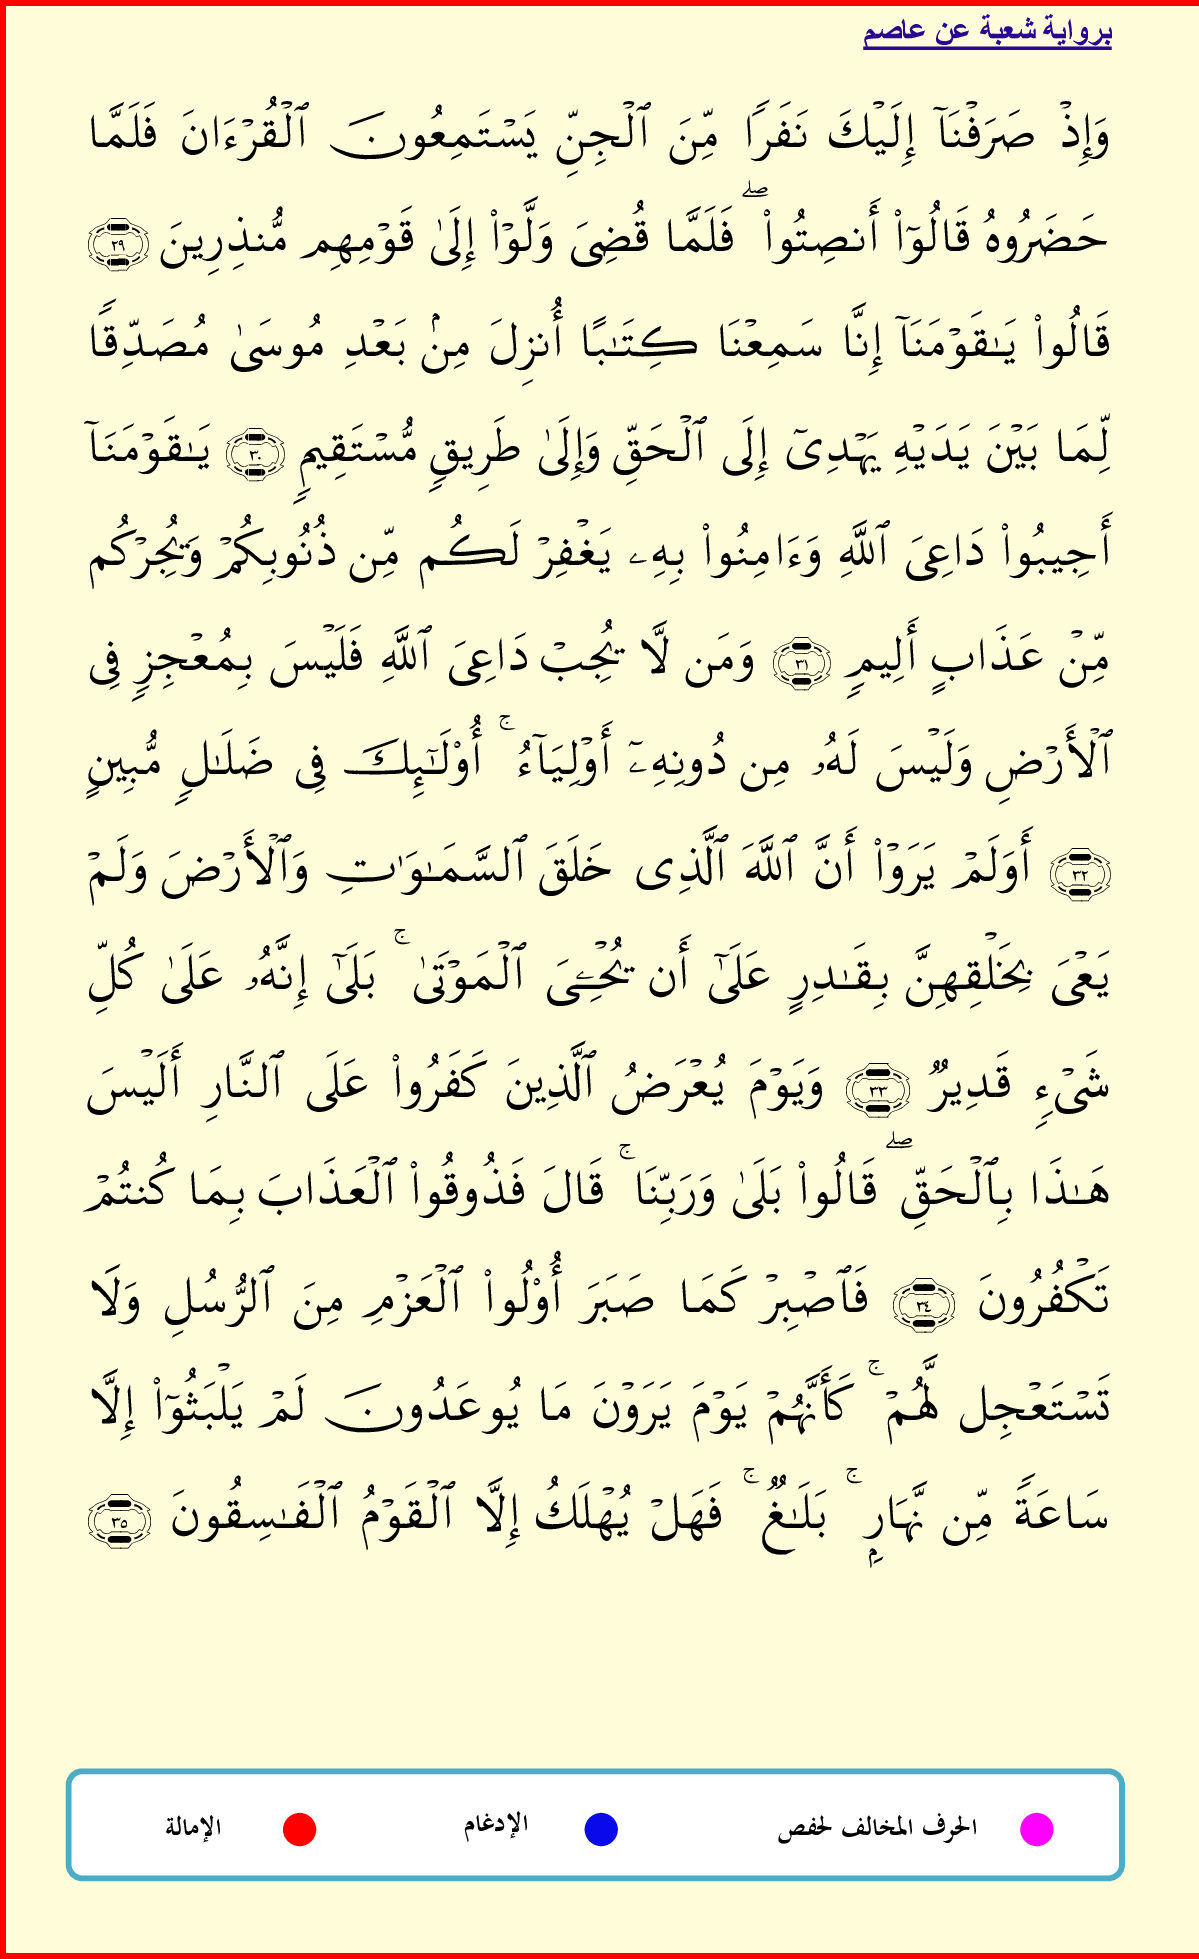 برواية شعبة عن عاصم
وَإِذۡ صَرَفۡنَآ إِلَيۡكَ نَفَرٗا مِّنَ ٱلۡجِنِّ يَسۡتَمِعُونَ ٱلۡقُرۡءَانَ فَلَمَّا
حَضَرُوهُ قَالُوٓاْ أَنصِتُواْۖ فَلَمَّا قُضِيَ وَلَّوۡاْ إِلَىٰ قَوۡمِهِم مُّنذِرِينَ ٢٩
قَالُواْ يَٰقَوۡمَنَآ إِنَّا سَمِعۡنَا كِتَٰبًا أُنزِلَ مِنۢ بَعۡدِ مُوسَىٰ مُصَدِّقٗا
لِّمَا بَيۡنَ يَدَيۡهِ يَهۡدِيٓ إِلَى ٱلۡحَقِّ وَإِلَىٰ طَرِيقٖ مُّسۡتَقِيمٖ ٣٠ يَٰقَوۡمَنَآ
أَجِيبُواْ دَاعِيَ ٱللَّهِ وَءَامِنُواْ بِهِۦ يَغۡفِرۡ لَكُم مِّن ذُنُوبِكُمۡ وَيُجِرۡكُم
مِّنۡ عَذَابٍ أَلِيمٖ ٣١ وَمَن لَّا يُجِبۡ دَاعِيَ ٱللَّهِ فَلَيۡسَ بِمُعۡجِزٖ فِي
ٱلۡأَرۡضِ وَلَيۡسَ لَهُۥ مِن دُونِهِۦٓ أَوۡلِيَآءُۚ أُوْلَٰٓئِكَ فِي ضَلَٰلٖ مُّبِينٍ
٣٢ أَوَلَمۡ يَرَوۡاْ أَنَّ ٱللَّهَ ٱلَّذِي خَلَقَ ٱلسَّمَٰوَٰتِ وَٱلۡأَرۡضَ وَلَمۡ
يَعۡيَ بِخَلۡقِهِنَّ بِقَٰدِرٍ عَلَىٰٓ أَن يُحۡـِۧيَ ٱلۡمَوۡتَىٰۚ بَلَىٰٓ إِنَّهُۥ عَلَىٰ كُلِّ
شَيۡءٖ قَدِيرٞ ٣٣ وَيَوۡمَ يُعۡرَضُ ٱلَّذِينَ كَفَرُواْ عَلَى ٱلنَّارِ أَلَيۡسَ
هَٰذَا بِٱلۡحَقِّۖ قَالُواْ بَلَىٰ وَرَبِّنَاۚ قَالَ فَذُوقُواْ ٱلۡعَذَابَ بِمَا كُنتُمۡ
تَكۡفُرُونَ ٣٤ فَٱصۡبِرۡ كَمَا صَبَرَ أُوْلُواْ ٱلۡعَزۡمِ مِنَ ٱلرُّسُلِ وَلَا
تَسۡتَعۡجِل لَّهُمۡۚ كَأَنَّهُمۡ يَوۡمَ يَرَوۡنَ مَا يُوعَدُونَ لَمۡ يَلۡبَثُوٓاْ إِلَّا
سَاعَةٗ مِّن نَّهَارِۭۚ بَلَٰغٞۚ فَهَلۡ يُهۡلَكُ إِلَّا ٱلۡقَوۡمُ ٱلۡفَٰسِقُونَ ٣٥
الحرف المخالف لحفص الإدغام الإمالة